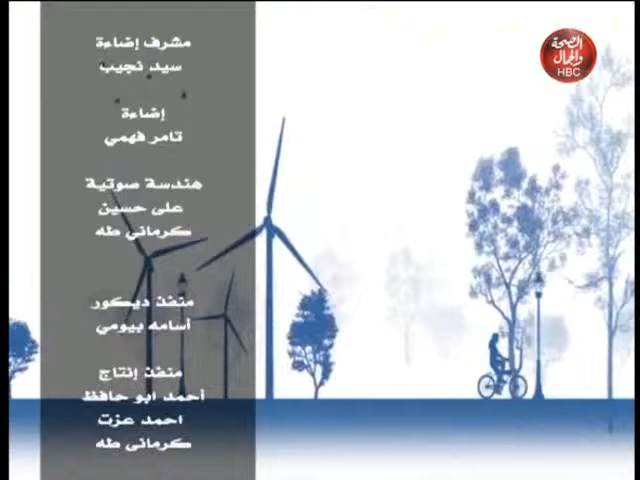 الصحة
والجمال
HBC
مشرف إضاءة
سيد نجيب
إضاءة
تامر فهمي
هندسة صوتية
على حسين
كرمانى طه
منفذ ديكور
أسامه بيومي
منفذ إنتاج
أحمد ابو حافظ
احمد عزت
كرمانى طه